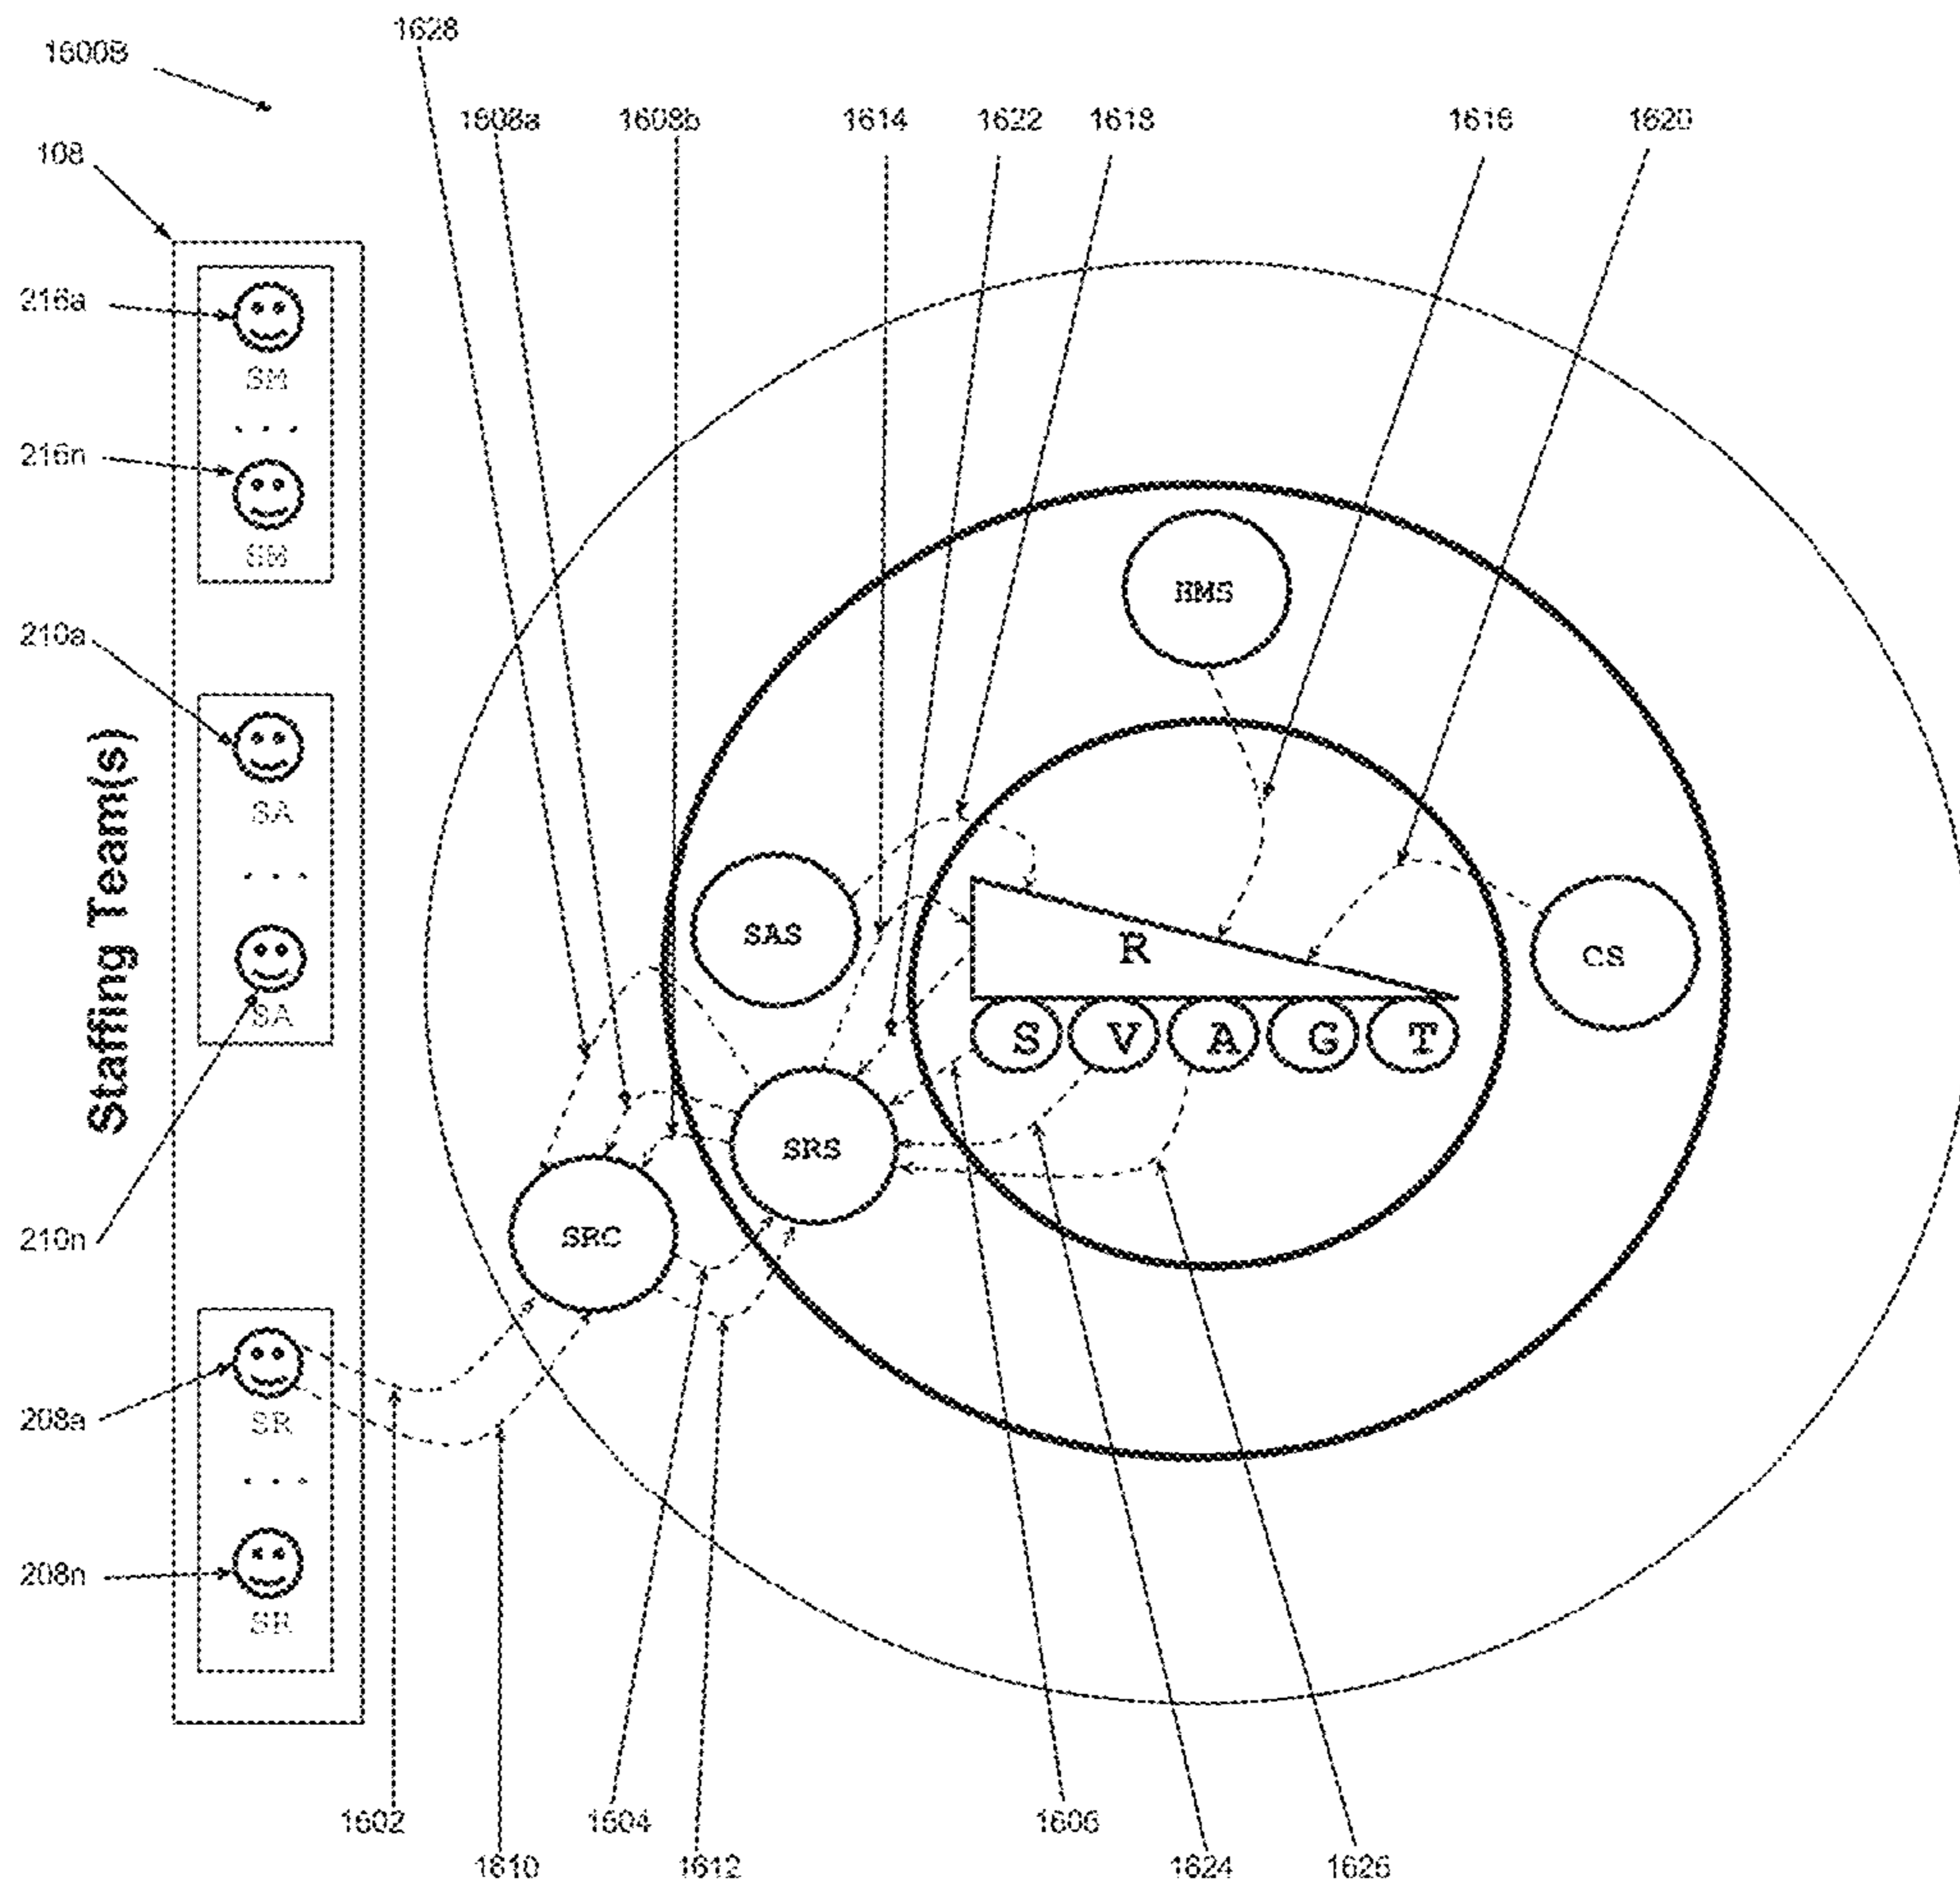 1628
1600B
1608a 1608b 1614 1622 1618 1616 1620
108
216a
SM
. . .
216n
SM
HMS
210a
Staffing Team(s)
SA
. . .
SAS
R
CS
SA
S V A G T
SRS
210n
SRC
208a
SR
. . .
208n
SR
1602 1604 1606
1610 1612 1624 1626